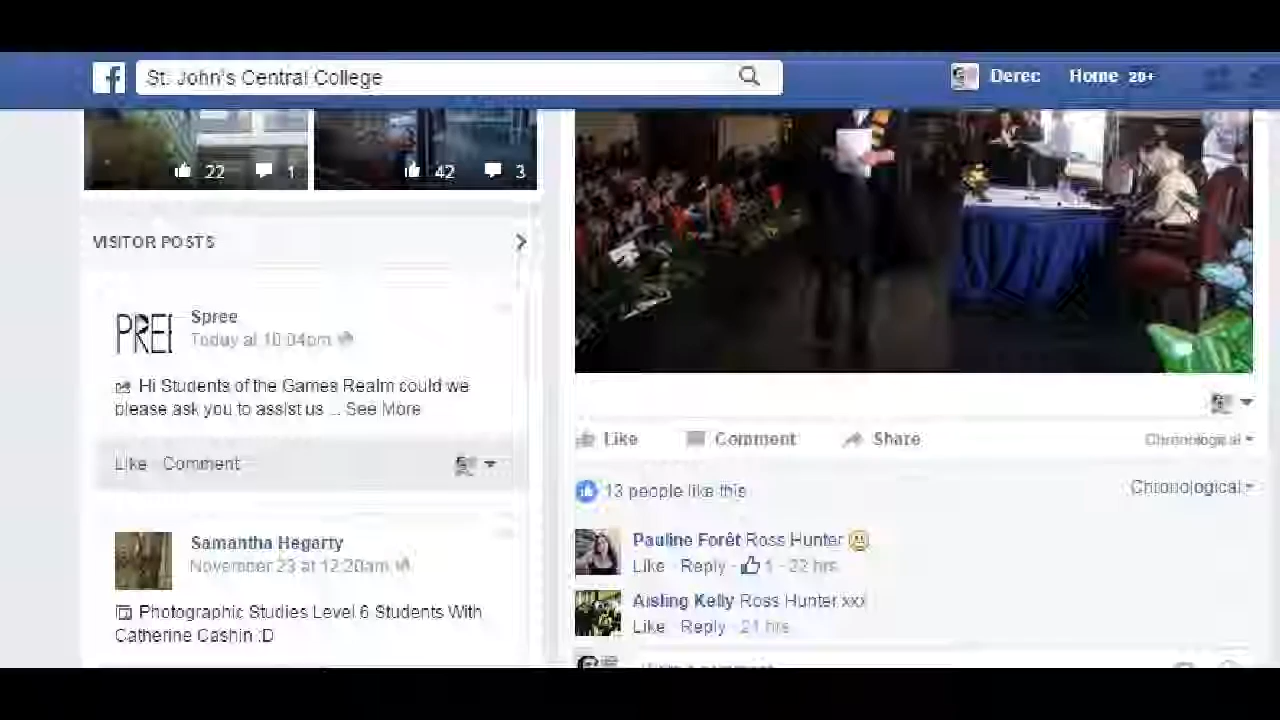 St. John's Central College
Derec
Home 20+
22
1
42
3
VISITOR POSTS
PREE
Spree
Today at 10:04pm
Hi Students of the Games Realm could we
please ask you to assist us ... See More
Like · Comment
Samantha Hegarty
November 23 at 12:20am
Photographic Studies Level 6 Students With
Catherine Cashin :D
Like
Comment
Share
Chronological
13 people like this
Chronological
Pauline Forêt Ross Hunter
Like · Reply · 1 · 22 hrs
Aisling Kelly Ross Hunter xxx
Like · Reply · 21 hrs